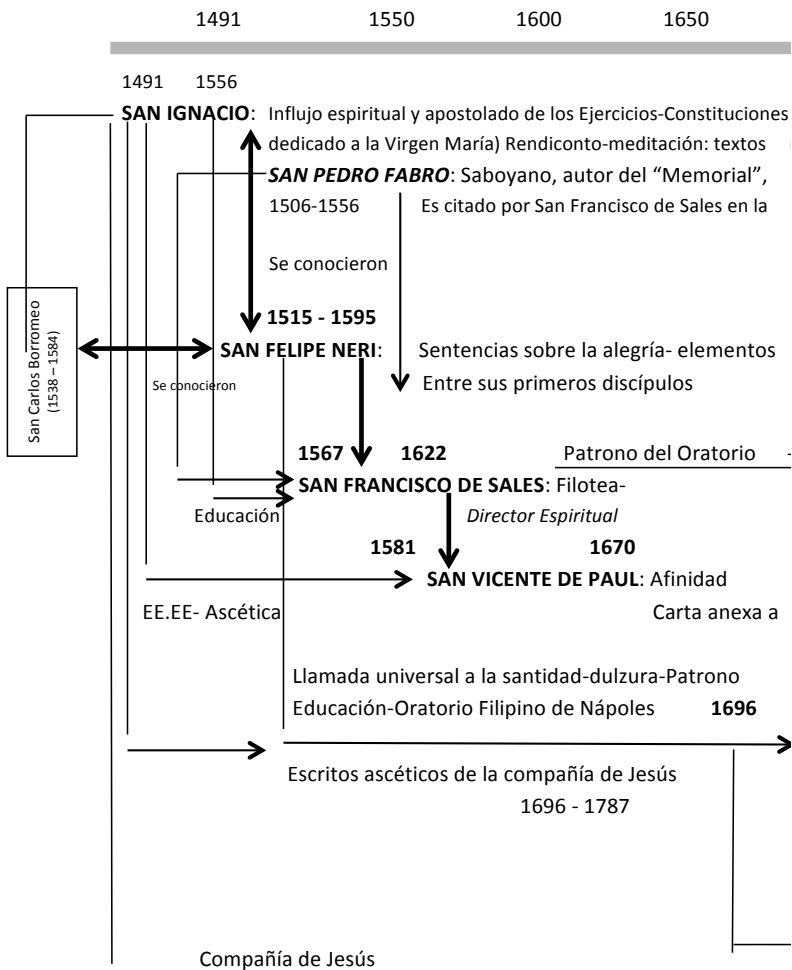 1491 1550 1600 1650
1491 1556
SAN IGNACIO: Influjo espiritual y apostolado de los Ejercicios-Constituciones
dedicado a la Virgen María) Rendiconto-meditación: textos
SAN PEDRO FABRO: Saboyano, autor del “Memorial”,
1506-1556 Es citado por San Francisco de Sales en la
Se conocieron
San Carlos Borromeo
(1538 – 1584)
1515 - 1595
SAN FELIPE NERI: Sentencias sobre la alegría- elementos
Se conocieron Entre sus primeros discípulos
1567 1622 Patrono del Oratorio -
SAN FRANCISCO DE SALES: Filotea-
Educación Director Espiritual
1581 1670
SAN VICENTE DE PAUL: Afinidad
EE.EE- Ascética Carta anexa a
Llamada universal a la santidad-dulzura-Patrono
Educación-Oratorio Filipino de Nápoles 1696
Escritos ascéticos de la compañía de Jesús
1696 - 1787
Compañía de Jesús